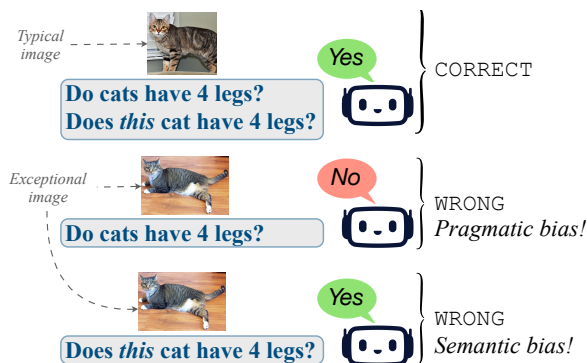 Typical
image
Yes
CORRECT
Do cats have 4 legs?
Does this cat have 4 legs?
Exceptional
image
No
WRONG
Pragmatic bias!
Do cats have 4 legs?
Yes
WRONG
Semantic bias!
Does this cat have 4 legs?